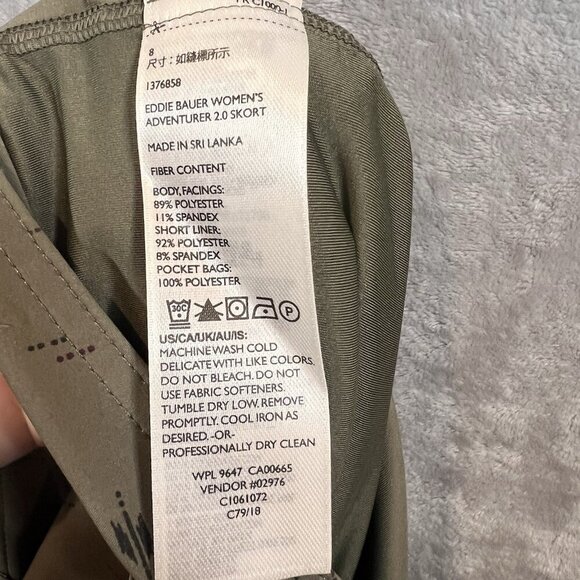 8
尺寸：如縫標所示
1376858
EDDIE BAUER WOMEN'S
ADVENTURER 2.0 SKORT
MADE IN SRI LANKA
FIBER CONTENT
BODY,FACINGS:
89% POLYESTER
11% SPANDEX
SHORT LINER:
92% POLYESTER
8% SPANDEX
POCKET BAGS:
100% POLYESTER
30C P
US/CA/UK/AU/IS:
MACHINE WASH COLD
DELICATE WITH LIKE COLORS.
DO NOT BLEACH. DO NOT
USE FABRIC SOFTENERS.
TUMBLE DRY LOW. REMOVE
PROMPTLY. COOL IRON AS
DESIRED. -OR-
PROFESSIONALLY DRY CLEAN
WPL 9647 CA00665
VENDOR #02976
C1061072
C79/18